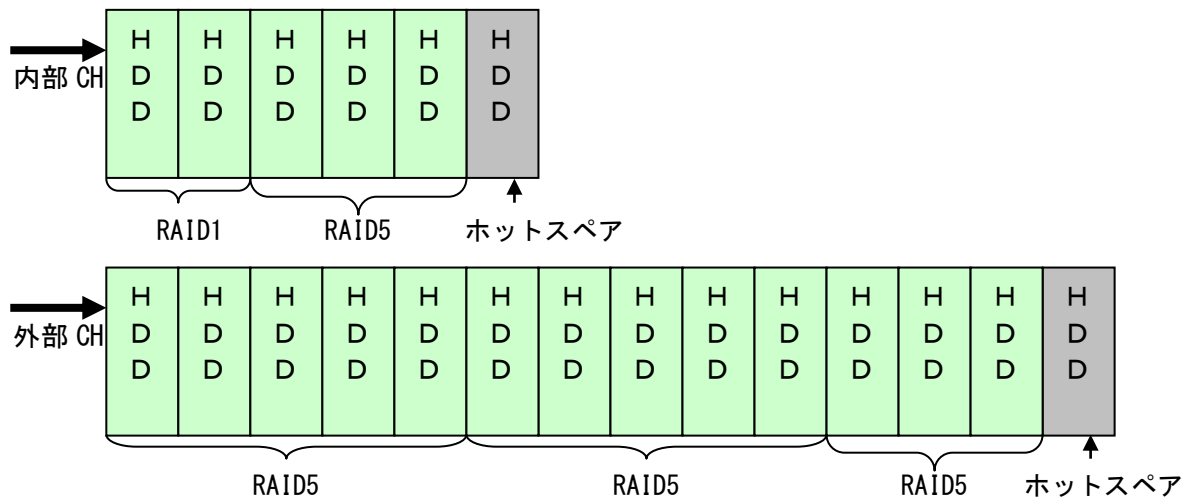 内部 CH
H H H H H H
D D D D D D
D D D D D D
RAID1 RAID5 ホットスペア
外部 CH
H H H H H H H H H H H H H H
D D D D D D D D D D D D D D
D D D D D D D D D D D D D D
RAID5 RAID5 RAID5 ホットスペア